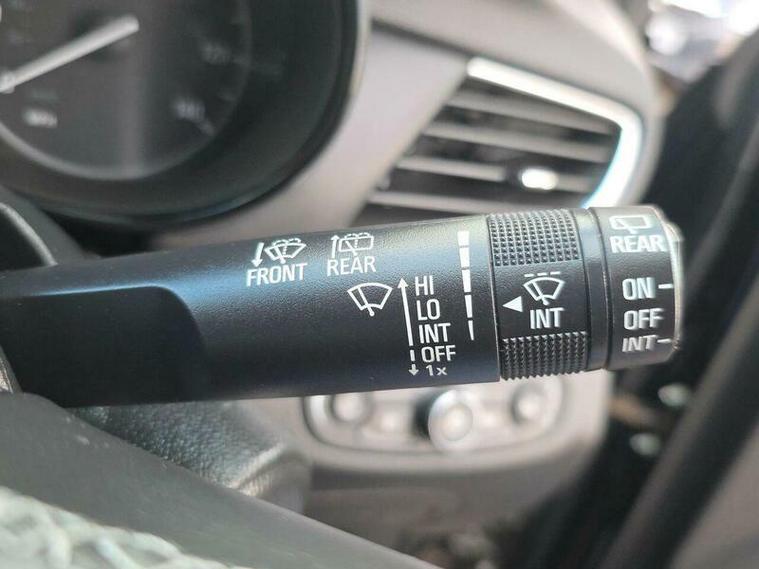 FRONT
REAR
HI
LO
INT
OFF
1x
INT
REAR
ON
OFF
INT